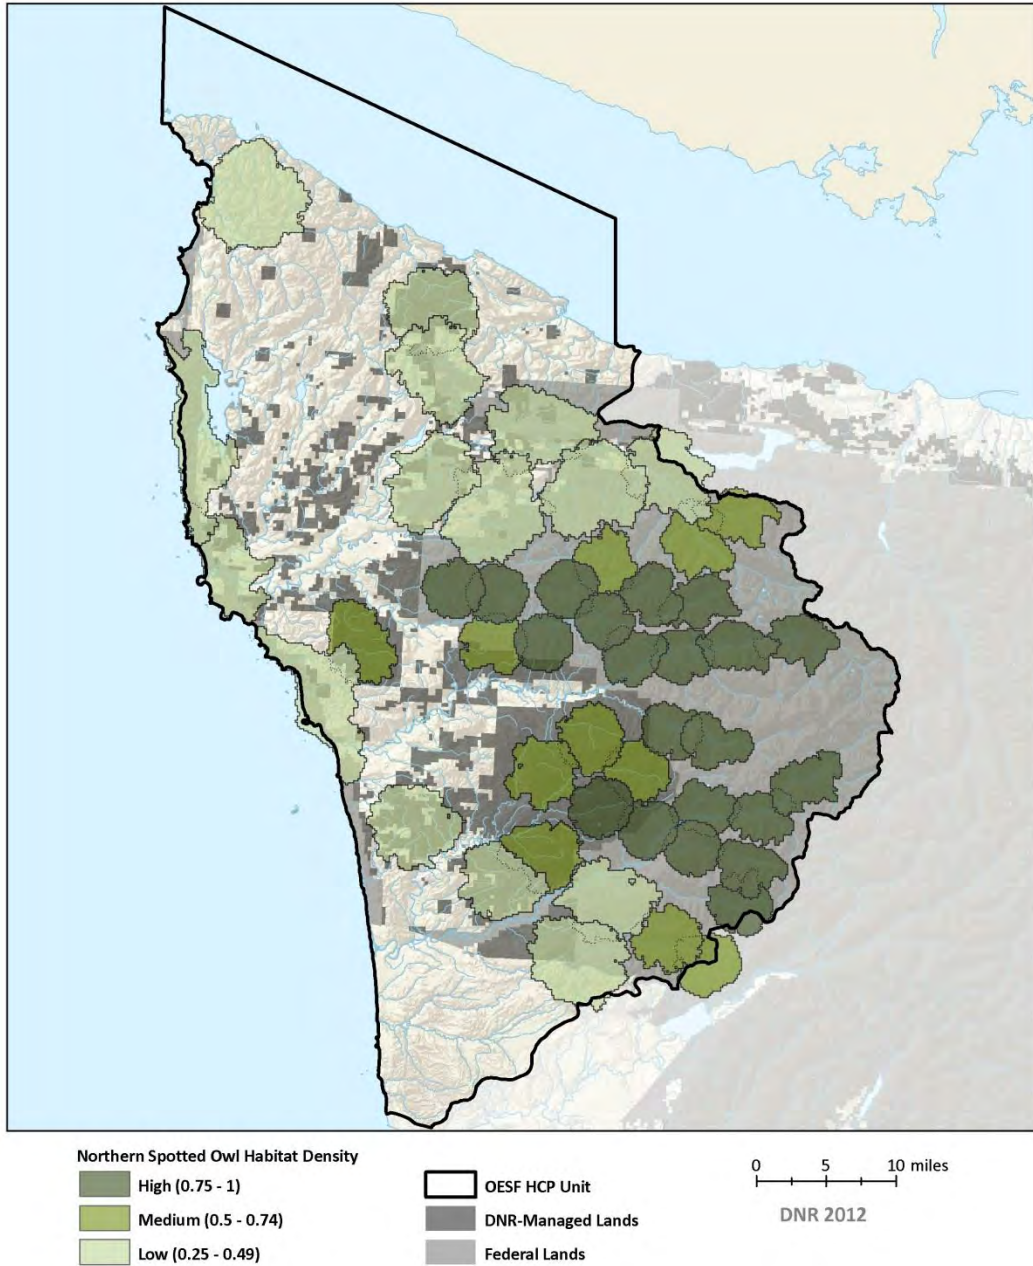 Northern Spotted Owl Habitat Density
High (0.75 - 1)
Medium (0.5 - 0.74)
Low (0.25 - 0.49)
OESF HCP Unit
DNR-Managed Lands
Federal Lands
0 5 10 miles
DNR 2012